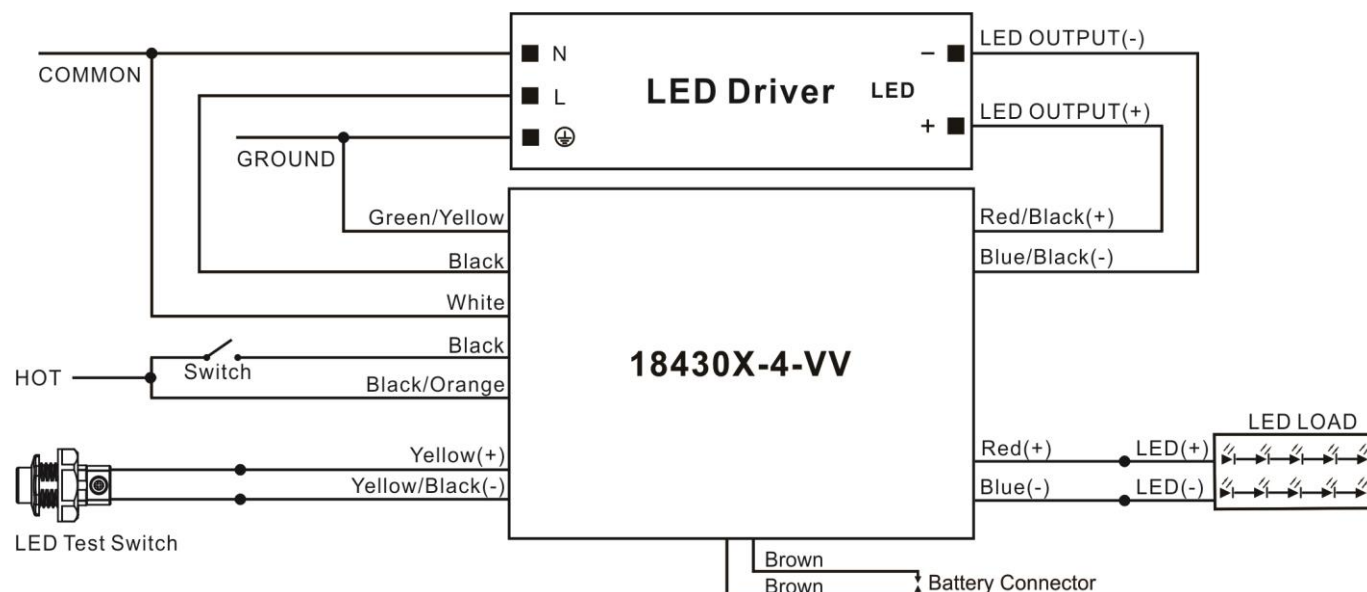 COMMON
N
L
GROUND
LED Driver
LED
−
+
LED OUTPUT(-)
LED OUTPUT(+)
Green/Yellow
Black
White
Black
Black/Orange
HOT
Switch
Yellow(+)
Yellow/Black(-)
LED Test Switch
18430X-4-VV
Red/Black(+)
Blue/Black(-)
Red(+)
Blue(-)
LED(+)
LED(-)
LED LOAD
Brown
Brown
Battery Connector